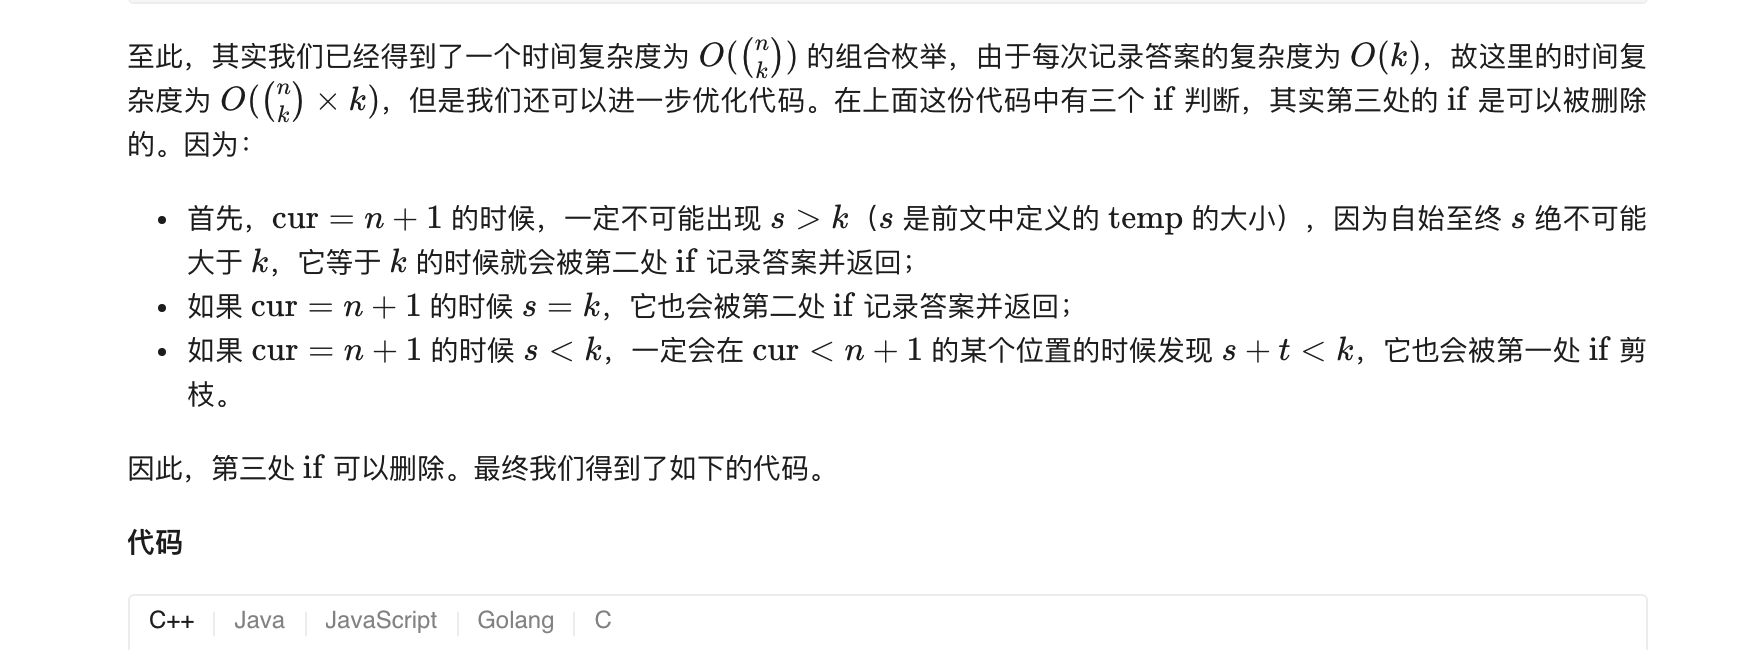 至此，其实我们已经得到了一个时间复杂度为 O((n k)) 的组合枚举，由于每次记录答案的复杂度为 O(k)，故这里的时间复
杂度为 O((n k) × k)，但是我们还可以进一步优化代码。在上面这份代码中有三个 if 判断，其实第三处的 if 是可以被删除
的。因为：
• 首先，cur = n + 1 的时候，一定不可能出现 s > k（s 是前文中定义的 temp 的大小），因为自始至终 s 绝不可能
大于 k，它等于 k 的时候就会被第二处 if 记录答案并返回；
• 如果 cur = n + 1 的时候 s = k，它也会被第二处 if 记录答案并返回；
• 如果 cur = n + 1 的时候 s < k，一定会在 cur < n + 1 的某个位置的时候发现 s + t < k，它也会被第一处 if 剪
枝。
因此，第三处 if 可以删除。最终我们得到了如下的代码。
代码
C++ Java JavaScript Golang C